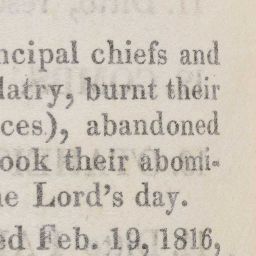 ncipal chiefs and
latry, burnt their
ces), abandoned
ook their abomi-
e Lord's day.
ed Feb. 19, 1816,